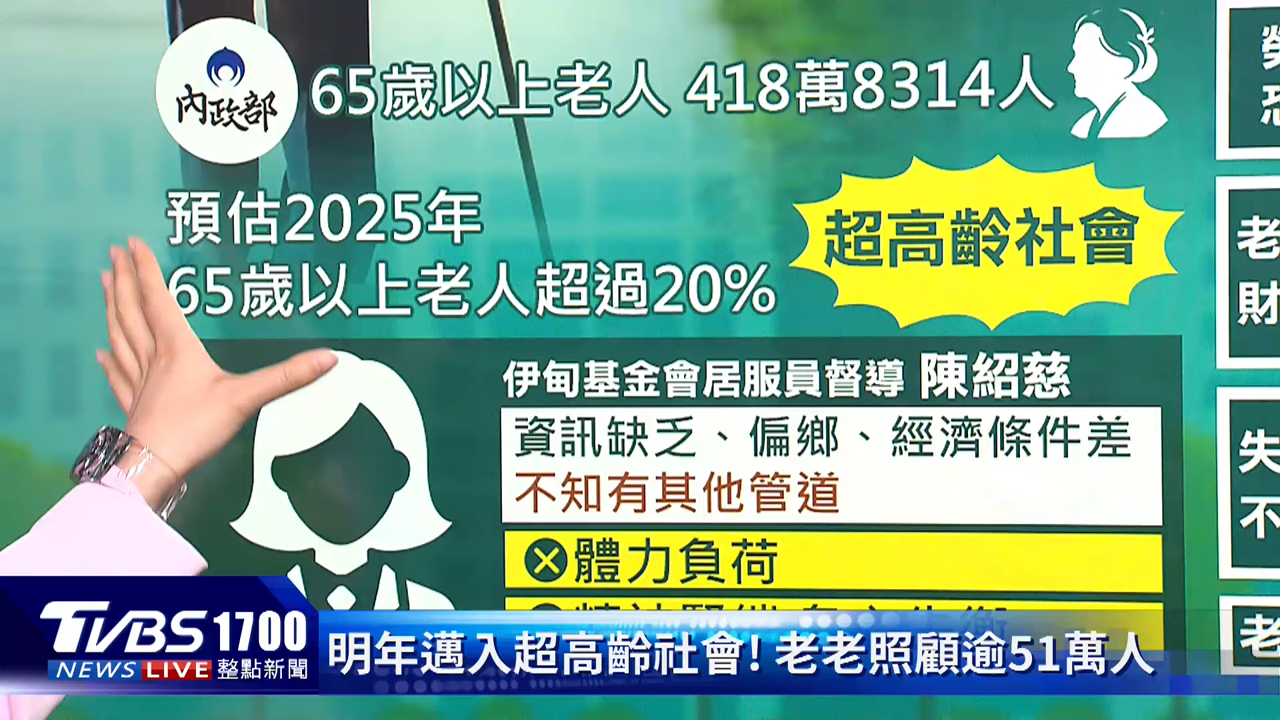 內政部
65歲以上老人 418萬8314人
預估2025年
65歲以上老人超過20%
超高齡社會
伊甸基金會居服員督導 陳紹慈
資訊缺乏、偏鄉、經濟條件差
不知有其他管道
體力負荷
老
財
失
不
老
TVBS 1700
NEWS LIVE 整點新聞
明年邁入超高齡社會! 老老照顧逾51萬人